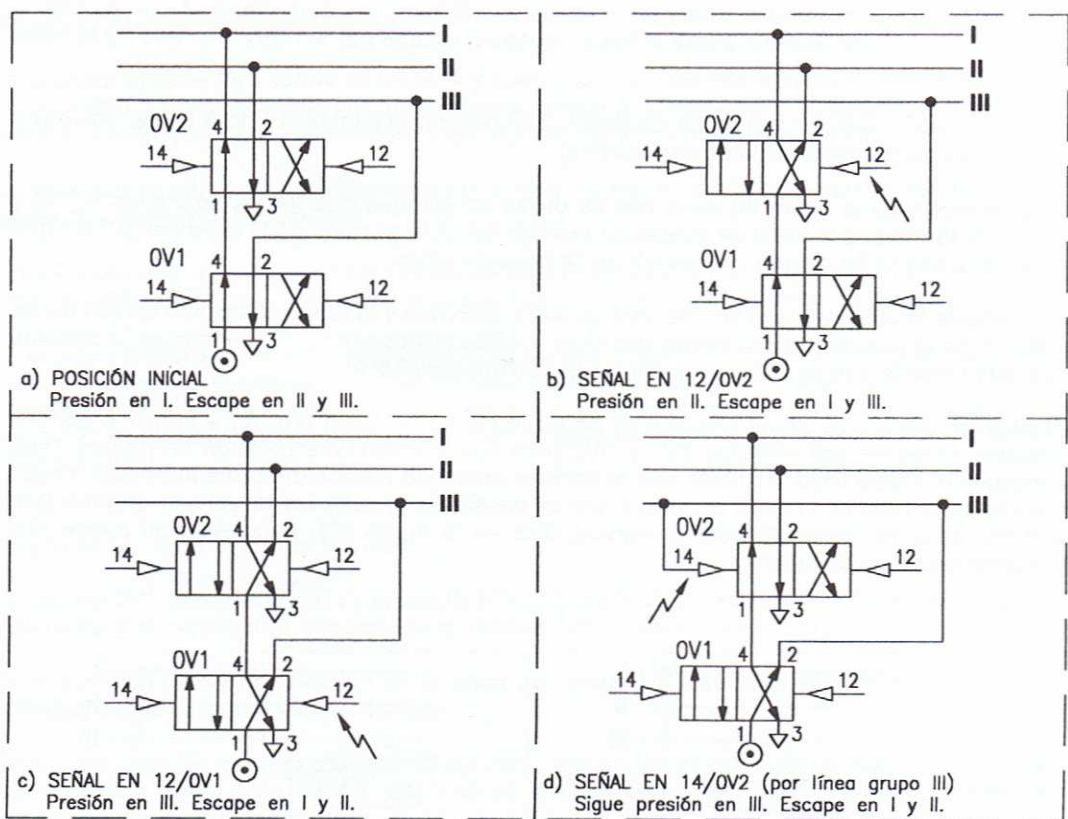 I
II
III
0V2
4 2
14 12
1 3
0V1
4 2
14 12
1 3
a) POSICIÓN INICIAL
Presión en I. Escape en II y III.
I
II
III
0V2
4 2
14 12
1 3
0V1
4 2
14 12
1 3
b) SEÑAL EN 12/0V2
Presión en II. Escape en I y III.
I
II
III
0V2
4 2
14 12
1 3
0V1
4 2
14 12
1 3
c) SEÑAL EN 12/0V1
Presión en III. Escape en I y II.
I
II
III
0V2
4 2
14 12
1 3
0V1
4 2
14 12
1 3
d) SEÑAL EN 14/0V2 (por línea grupo III)
Sigue presión en III. Escape en I y II.